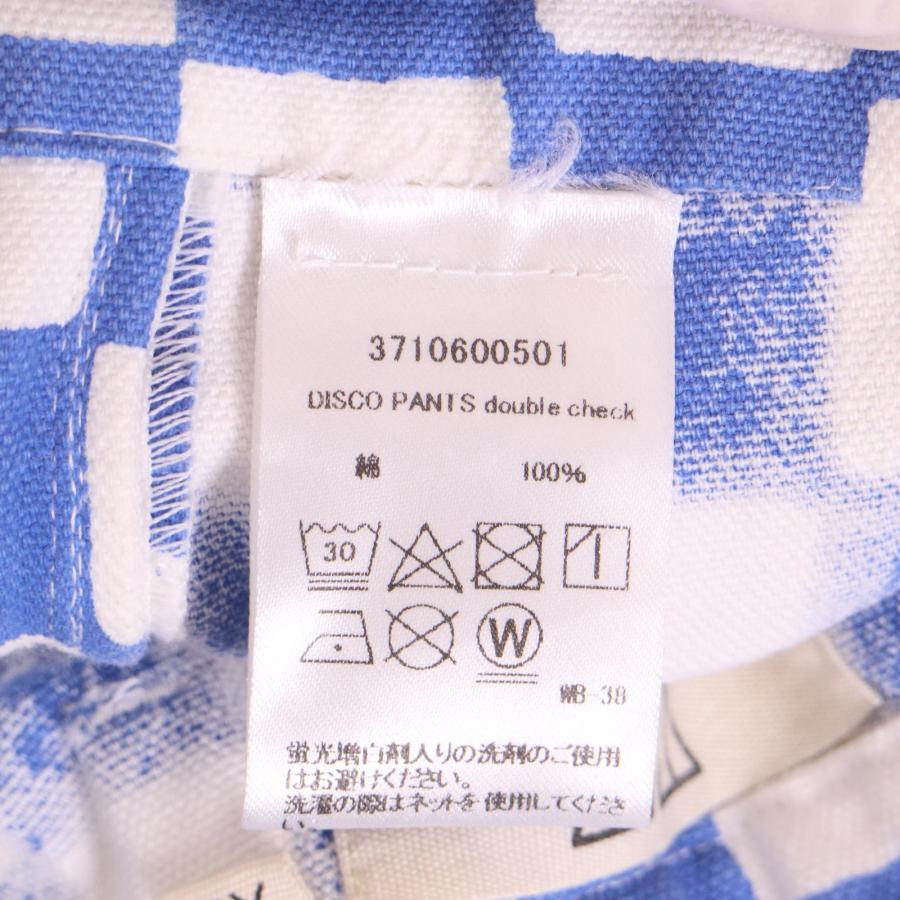 3710600501
DISCO PANTS double check
綿 100%
30
W
WB-38
蛍光増白剤入りの洗剤のご使用
はお避けください。
洗濯の際はネットを使用してくださ
い。